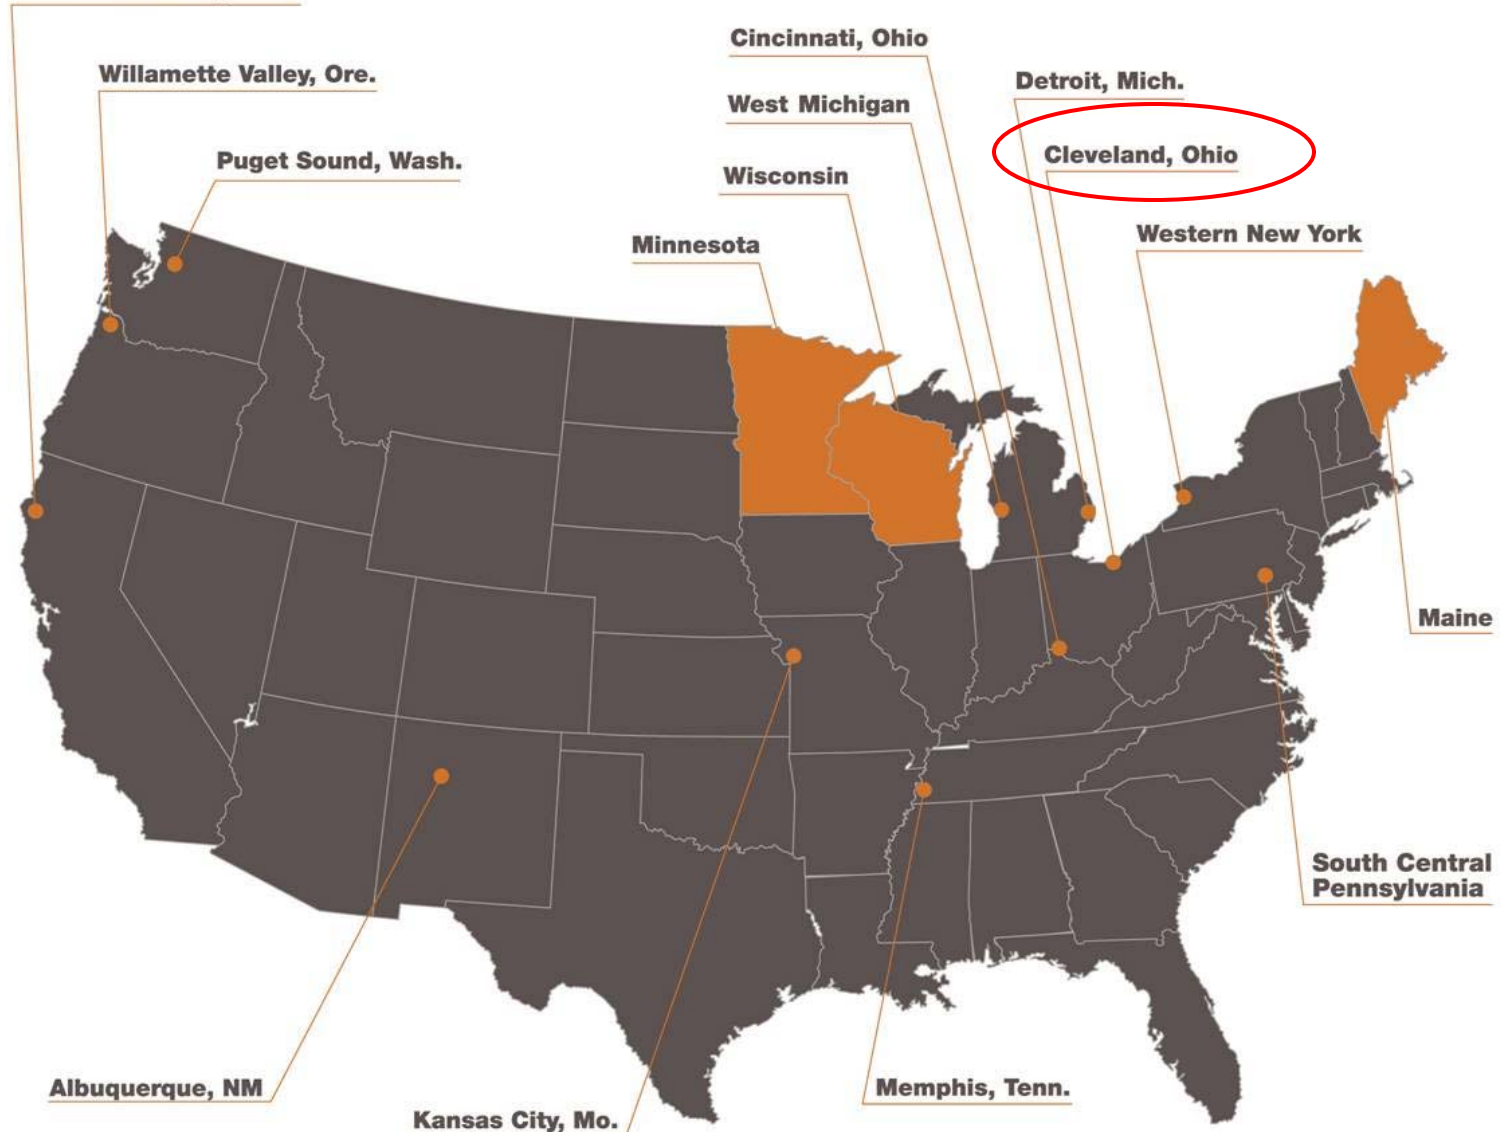 Cincinnati, Ohio
Willamette Valley, Ore.
Detroit, Mich.
West Michigan
Cleveland, Ohio
Puget Sound, Wash.
Wisconsin
Western New York
Minnesota
Maine
South Central
Pennsylvania
Albuquerque, NM
Memphis, Tenn.
Kansas City, Mo.